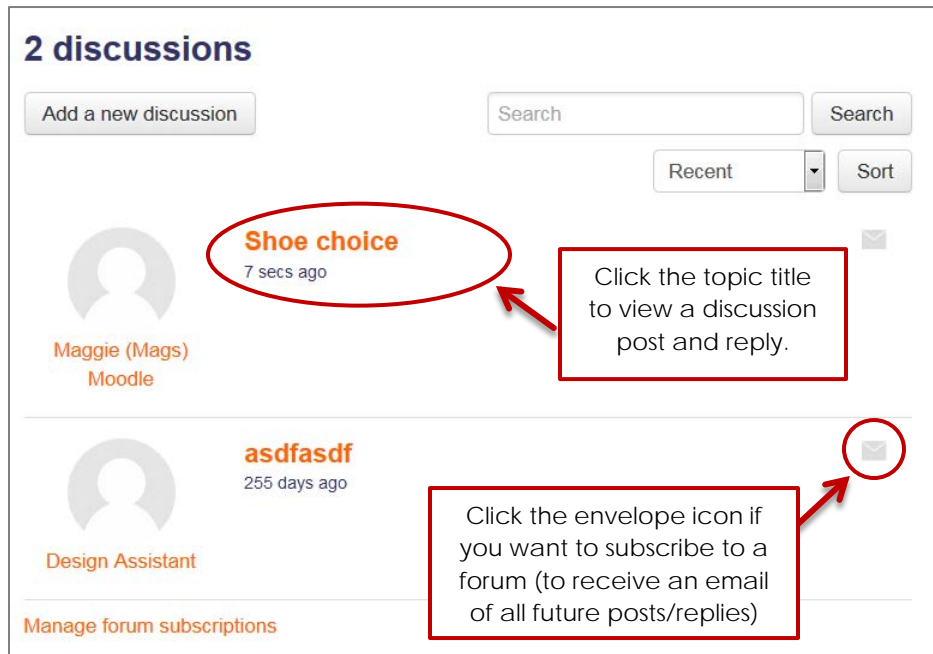 2 discussions
Add a new discussion
Search
Search
Recent
Sort
Shoe choice
7 secs ago
Maggie (Mags)
Moodle
Click the topic title
to view a discussion
post and reply.
asdfasdf
255 days ago
Design Assistant
Click the envelope icon if
you want to subscribe to a
forum (to receive an email
of all future posts/replies)
Manage forum subscriptions